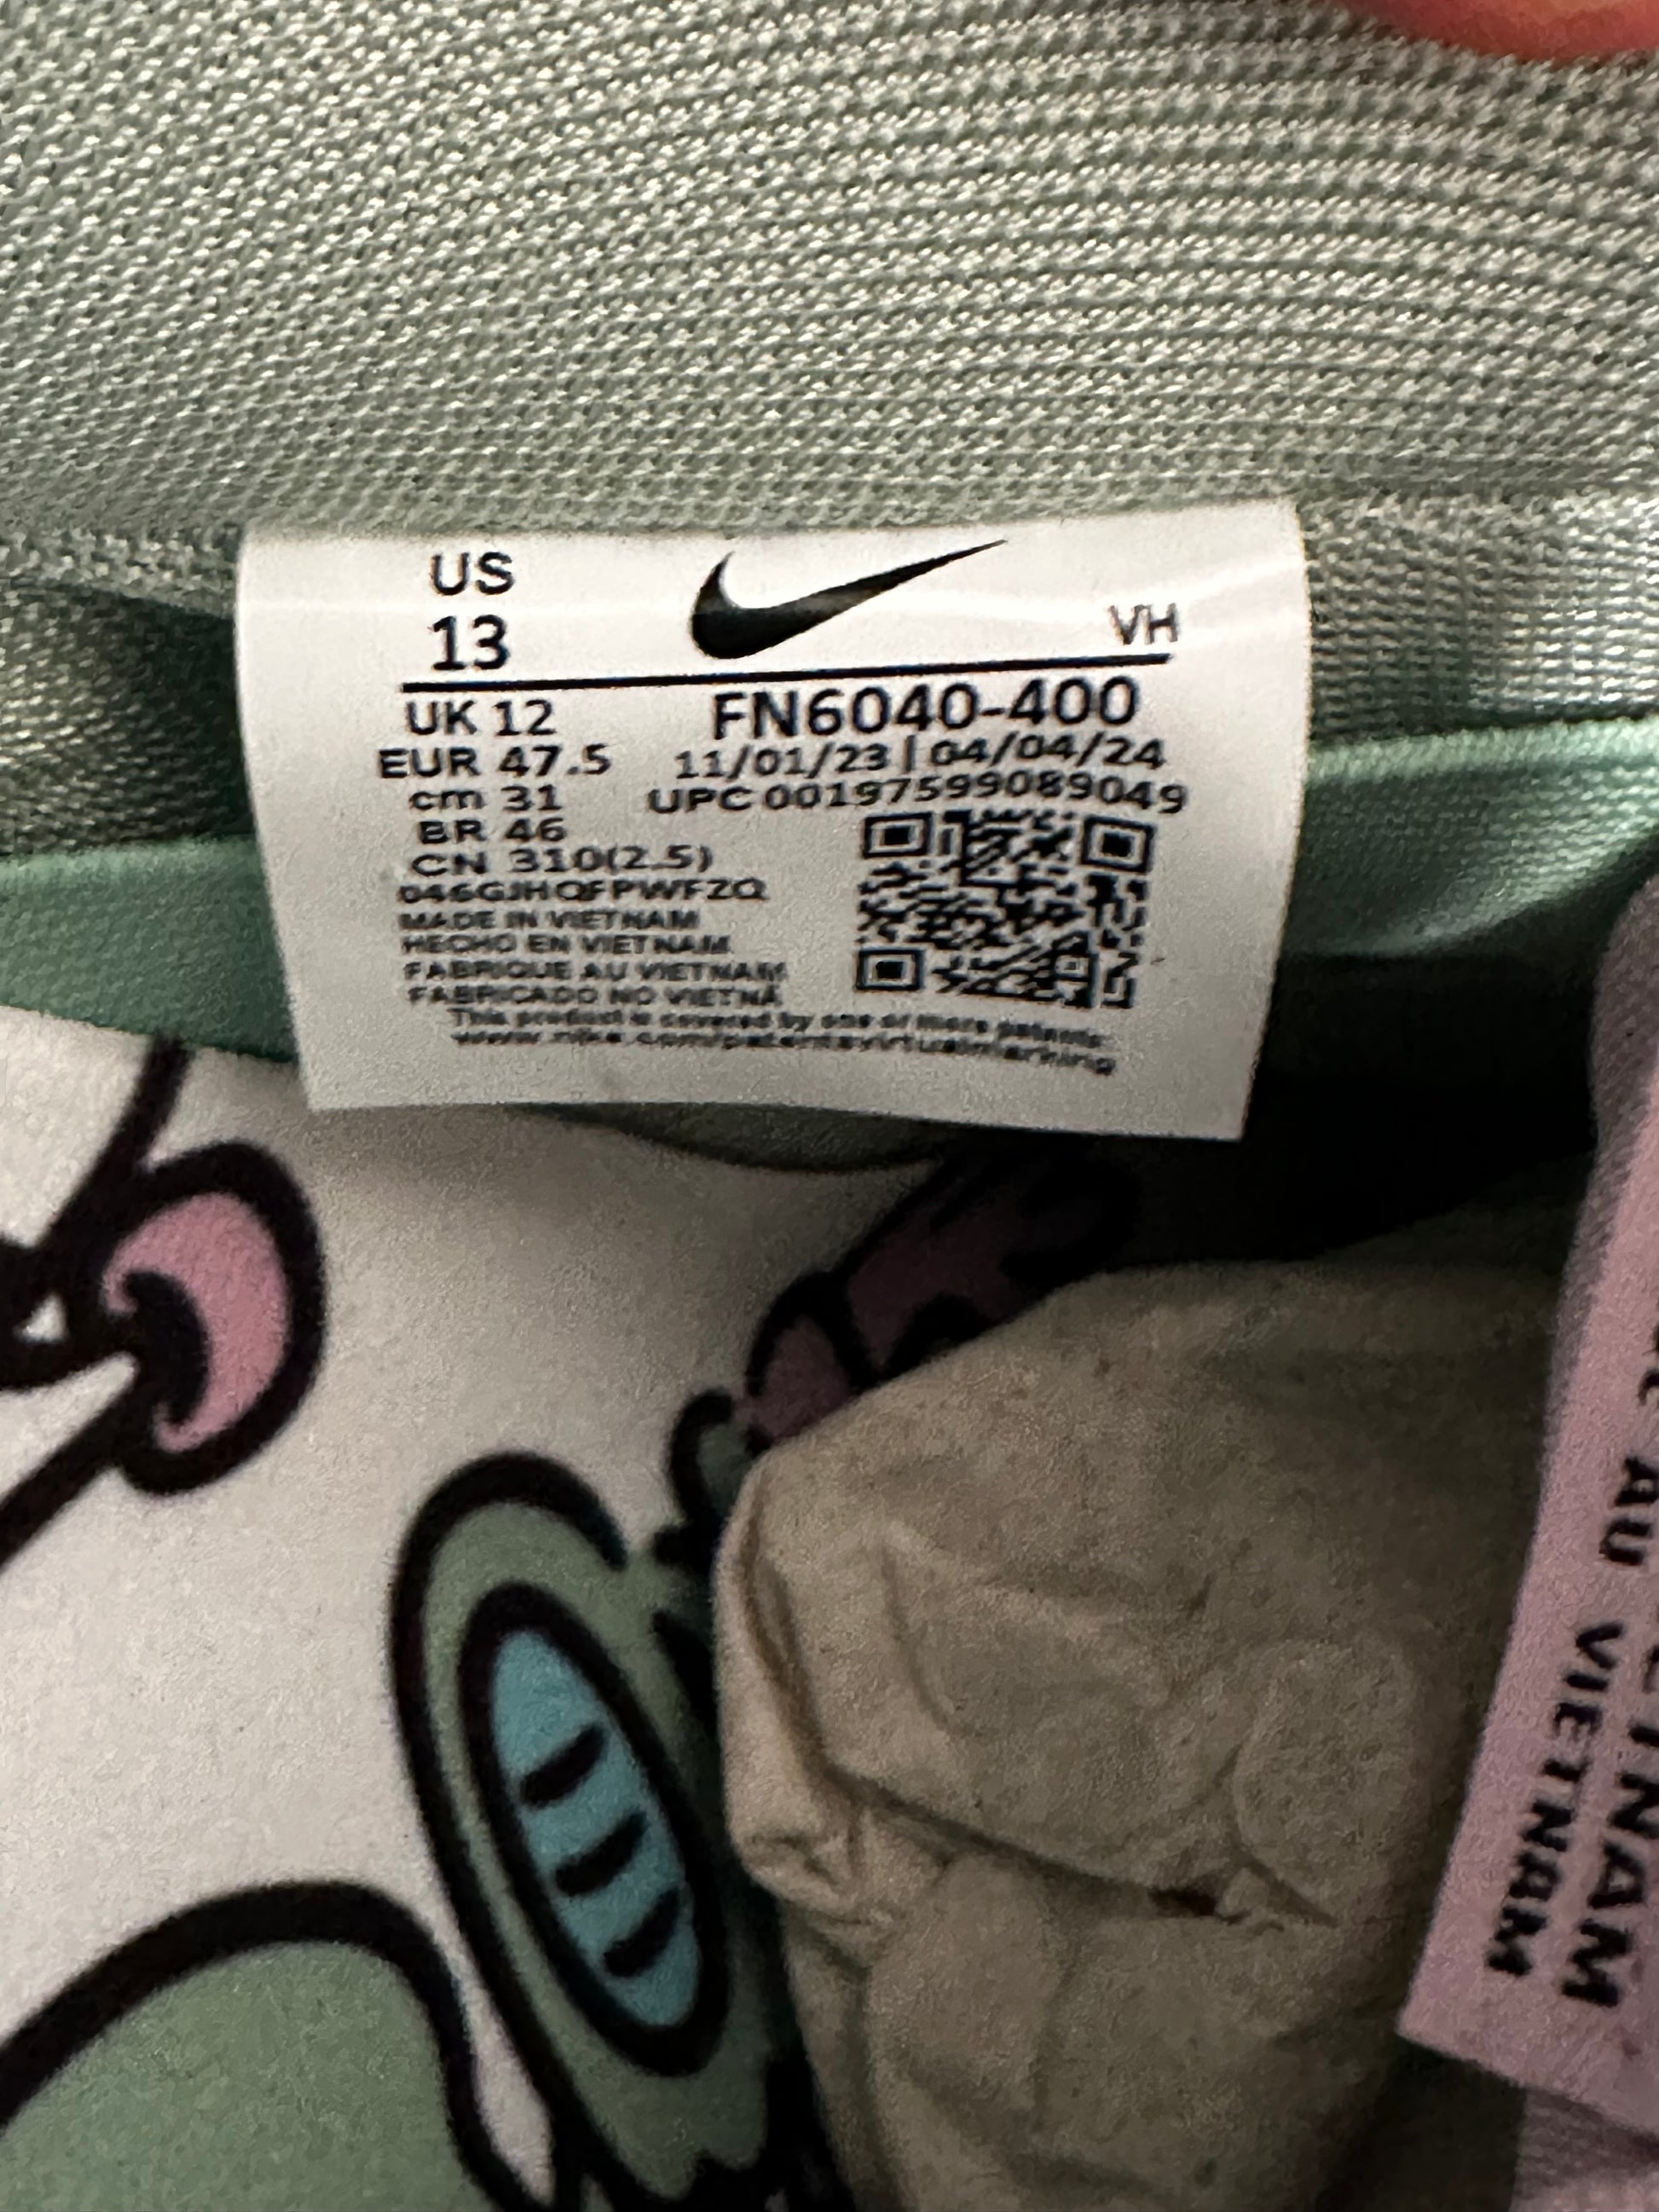 US
13
VH
UK 12
FN6040-400
EUR 47.5
11/01/23 | 04/04/24
cm 31
UPC 00197599089049
BR 46
CN 310(2.5)
046GJHQFPWFZQ
MADE IN VIETNAM
HECHO EN VIETNAM
FABRIQUE AU VIETNAM
FABRICADO NO VIETNÃ
This product is covered by one or more patents:
www.nike.com/patentsvirtualmarking
AU VIETNAM